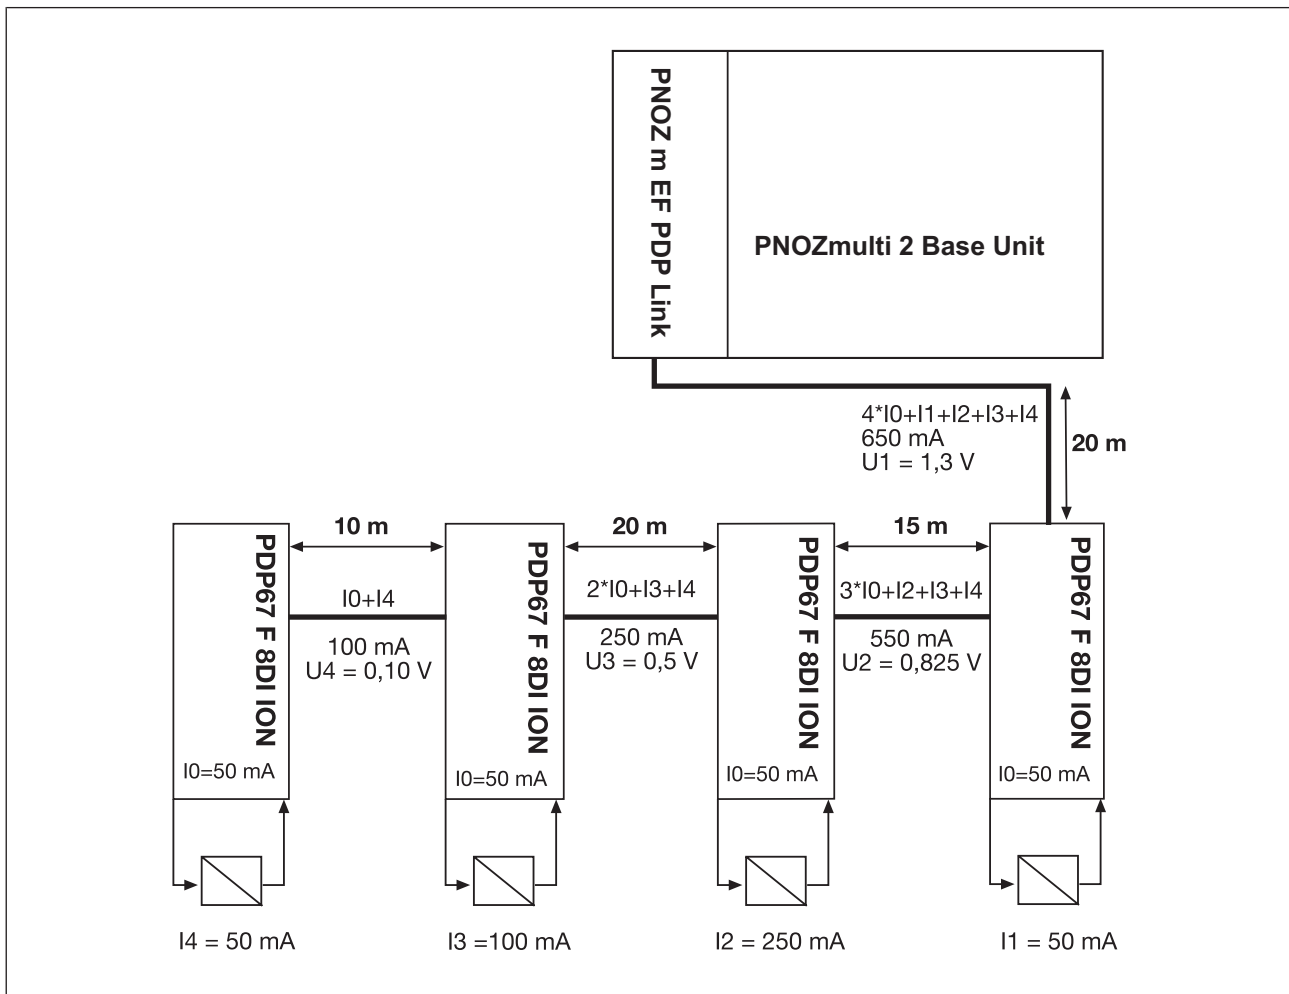 PNOZ m EF PDP Link
PNOZmulti 2 Base Unit
4*I0+I1+I2+I3+I4
650 mA
U1 = 1,3 V
20 m
10 m
20 m
15 m
PDP67 F 8DI ION
I0+I4
100 mA
U4 = 0,10 V
I0=50 mA
PDP67 F 8DI ION
2*I0+I3+I4
250 mA
U3 = 0,5 V
I0=50 mA
PDP67 F 8DI ION
3*I0+I2+I3+I4
550 mA
U2 = 0,825 V
I0=50 mA
PDP67 F 8DI ION
I0=50 mA
I4 = 50 mA
I3 =100 mA
I2 = 250 mA
I1 = 50 mA